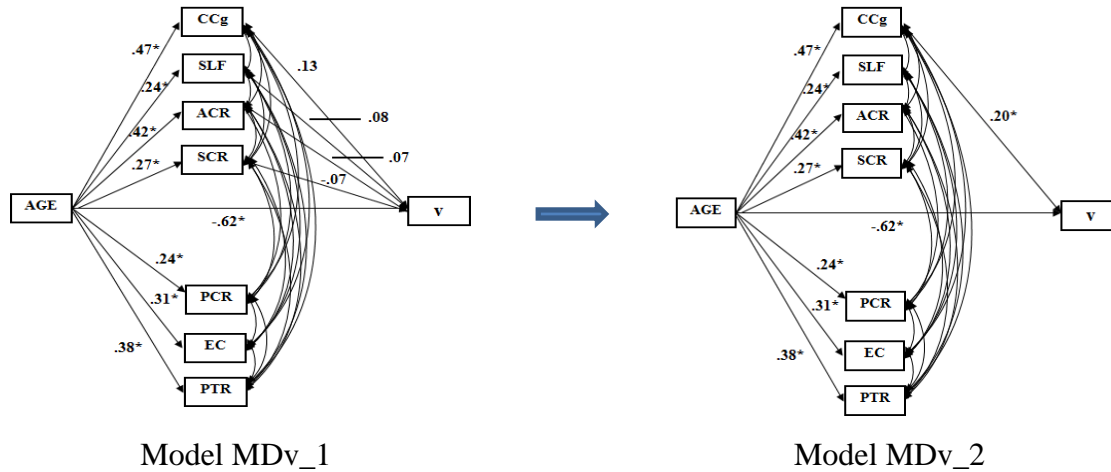 CCg
.47*
.13
SLF
.24*
ACR
.08
.42*
SCR
.07
.27*
-.07
AGE
v
-.62*
.24*
PCR
.31*
EC
.38*
PTR
Model MDv_1
CCg
.47*
SLF
.24*
ACR
.20*
.42*
SCR
.27*
AGE
v
-.62*
.24*
PCR
.31*
EC
.38*
PTR
Model MDv_2